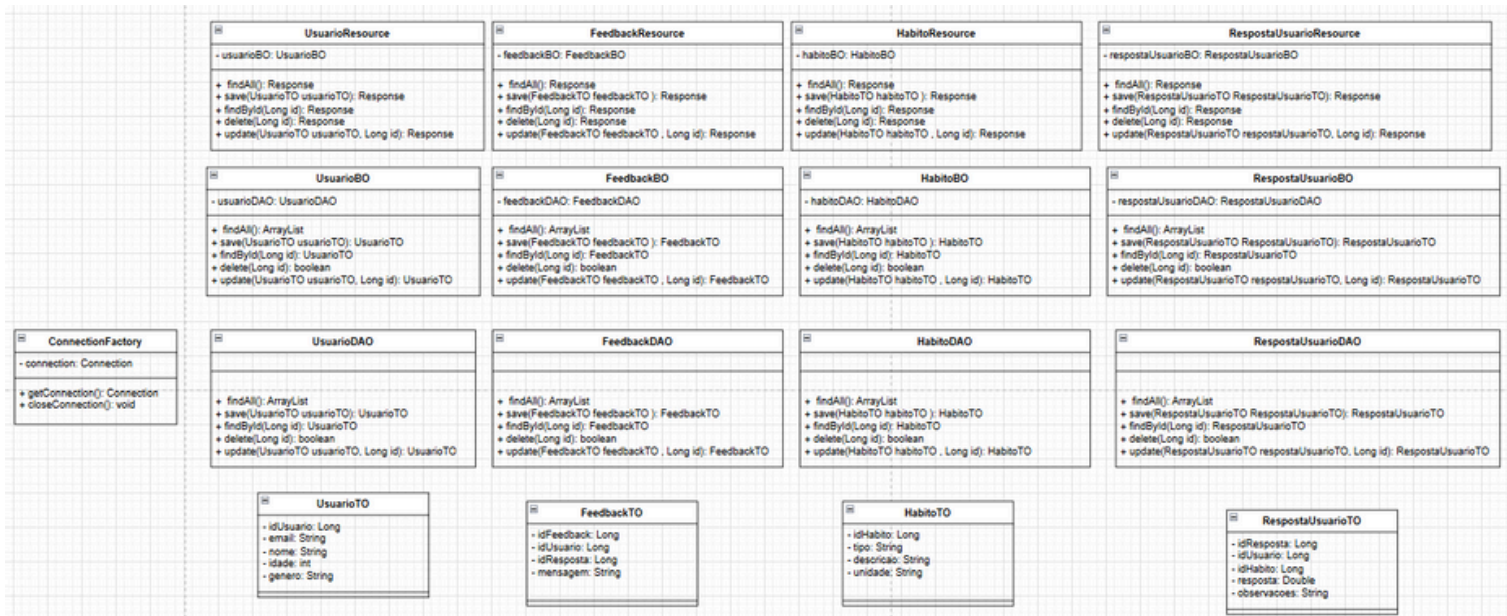 UsuarioResource
- usuarioBO: UsuarioBO
+ findAll(): Response
+ save(UsuarioTO usuarioTO): Response
+ findById(Long id): Response
+ delete(Long id): Response
+ update(UsuarioTO usuarioTO, Long id): Response
FeedbackResource
- feedbackBO: FeedbackBO
+ findAll(): Response
+ save(FeedbackTO feedbackTO ): Response
+ findById(Long id): Response
+ delete(Long id): Response
+ update(FeedbackTO feedbackTO , Long id): Response
HabitoResource
- habitoBO: HabitoBO
+ findAll(): Response
+ save(HabitoTO habitoTO ): Response
+ findById(Long id): Response
+ delete(Long id): Response
+ update(HabitoTO habitoTO , Long id): Response
RespostaUsuarioResource
- respostaUsuarioBO: RespostaUsuarioBO
+ findAll(): Response
+ save(RespostaUsuarioTO RespostaUsuarioTO): Response
+ findById(Long id): Response
+ delete(Long id): Response
+ update(RespostaUsuarioTO respostaUsuarioTO, Long id): Response
UsuarioBO
- usuarioDAO: UsuarioDAO
+ findAll(): ArrayList
+ save(UsuarioTO usuarioTO): UsuarioTO
+ findById(Long id): UsuarioTO
+ delete(Long id): boolean
+ update(UsuarioTO usuarioTO, Long id): UsuarioTO
FeedbackBO
- feedbackDAO: FeedbackDAO
+ findAll(): ArrayList
+ save(FeedbackTO feedbackTO ): FeedbackTO
+ findById(Long id): FeedbackTO
+ delete(Long id): boolean
+ update(FeedbackTO feedbackTO , Long id): FeedbackTO
HabitoBO
- habitoDAO: HabitoDAO
+ findAll(): ArrayList
+ save(HabitoTO habitoTO ): HabitoTO
+ findById(Long id): HabitoTO
+ delete(Long id): boolean
+ update(HabitoTO habitoTO , Long id): HabitoTO
RespostaUsuarioBO
- respostaUsuarioDAO: RespostaUsuarioDAO
+ findAll(): ArrayList
+ save(RespostaUsuarioTO RespostaUsuarioTO): RespostaUsuarioTO
+ findById(Long id): RespostaUsuarioTO
+ delete(Long id): boolean
+ update(RespostaUsuarioTO respostaUsuarioTO, Long id): RespostaUsuarioTO
ConnectionFactory
- connection: Connection
+ getConnection(): Connection
+ closeConnection(): void
UsuarioDAO
+ findAll(): ArrayList
+ save(UsuarioTO usuarioTO): UsuarioTO
+ findById(Long id): UsuarioTO
+ delete(Long id): boolean
+ update(UsuarioTO usuarioTO, Long id): UsuarioTO
FeedbackDAO
+ findAll(): ArrayList
+ save(FeedbackTO feedbackTO ): FeedbackTO
+ findById(Long id): FeedbackTO
+ delete(Long id): boolean
+ update(FeedbackTO feedbackTO , Long id): FeedbackTO
HabitoDAO
+ findAll(): ArrayList
+ save(HabitoTO habitoTO ): HabitoTO
+ findById(Long id): HabitoTO
+ delete(Long id): boolean
+ update(HabitoTO habitoTO , Long id): HabitoTO
RespostaUsuarioDAO
+ findAll(): ArrayList
+ save(RespostaUsuarioTO RespostaUsuarioTO): RespostaUsuarioTO
+ findById(Long id): RespostaUsuarioTO
+ delete(Long id): boolean
+ update(RespostaUsuarioTO respostaUsuarioTO, Long id): RespostaUsuarioTO
UsuarioTO
- idUsuario: Long
- email: String
- nome: String
- idade: int
- genero: String
FeedbackTO
- idFeedback: Long
- idUsuario: Long
- idResposta: Long
- mensagem: String
HabitoTO
- idHabito: Long
- tipo: String
- descricao: String
- unidade: String
RespostaUsuarioTO
- idResposta: Long
- idUsuario: Long
- idHabito: Long
- resposta: Double
- observacoes: String